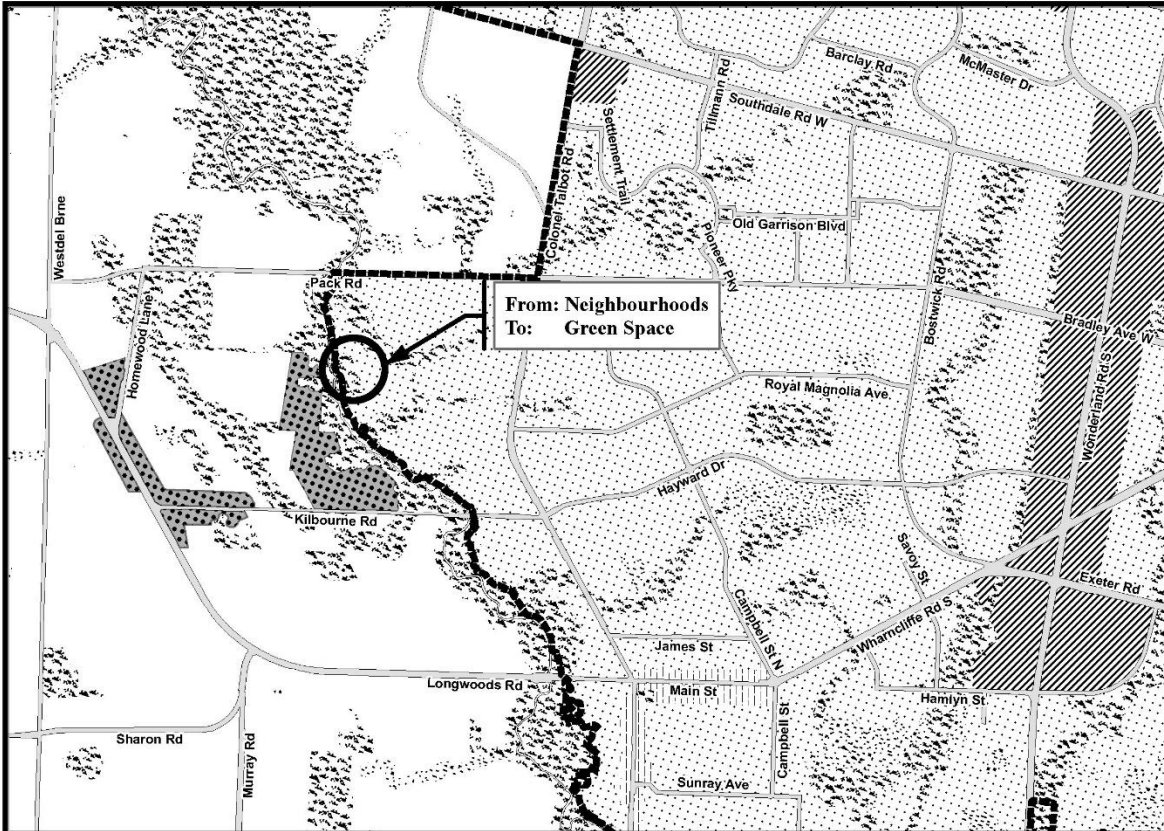 Barclay Rd
McMaster Dr
Tillmann Rd
Southdale Rd W
Settlement Trail
Colonel Talbot Rd
Westdel Brne
Old Garrison Blvd
Pioneer Pky
Bostwick Rd
Pack Rd
Homewood Lane
From: Neighbourhoods
To: Green Space
Bradley Ave W
Wonderland Rd S
Royal Magnolia Ave
Hayward Dr
Kilbourne Rd
Savoy St
Exeter Rd
Campbell St N
Wharncliffe Rd S
James St
Longwoods Rd
Main St
Hamlyn St
Sharon Rd
Murray Rd
Campbell St
Sunray Ave